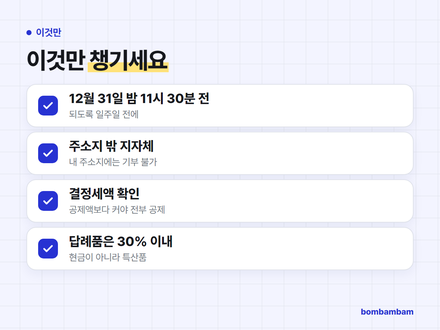 이것만
이것만 챙기세요
12월 31일 밤 11시 30분 전
되도록 일주일 전에
주소지 밖 지자체
내 주소지에는 기부 불가
결정세액 확인
공제액보다 커야 전부 공제
답례품은 30% 이내
현금이 아니라 특산품
bombambam